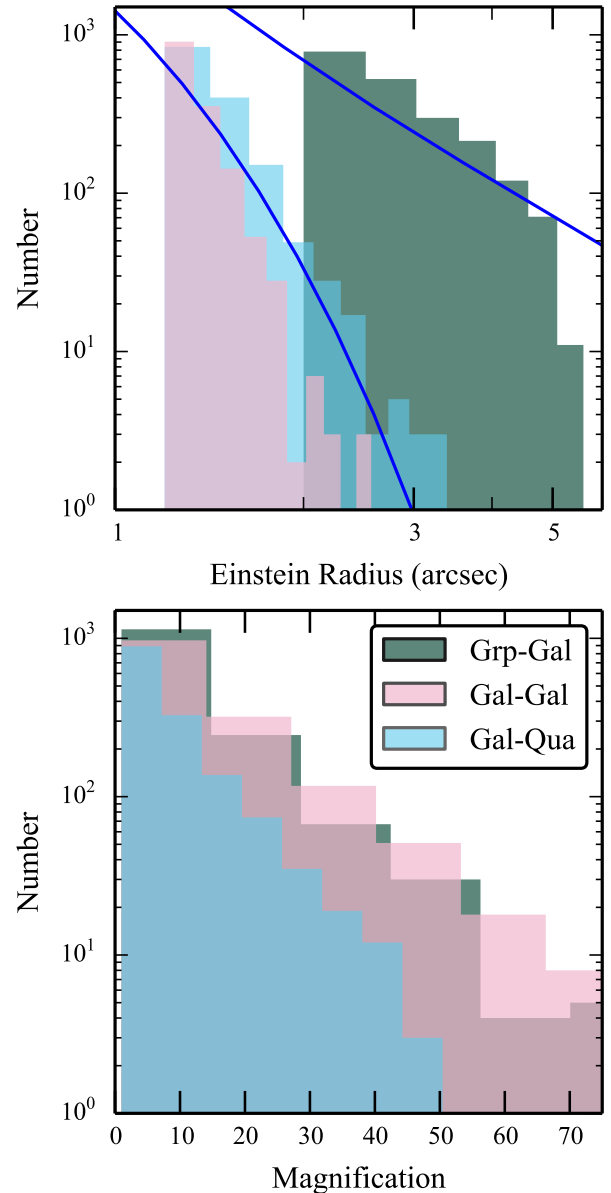 10³
10²
10¹
10⁰
Number
1
3
5
Einstein Radius (arcsec)
10³
10²
10¹
10⁰
Number
Grp-Gal
Gal-Gal
Gal-Qua
0 10 20 30 40 50 60 70
Magnification